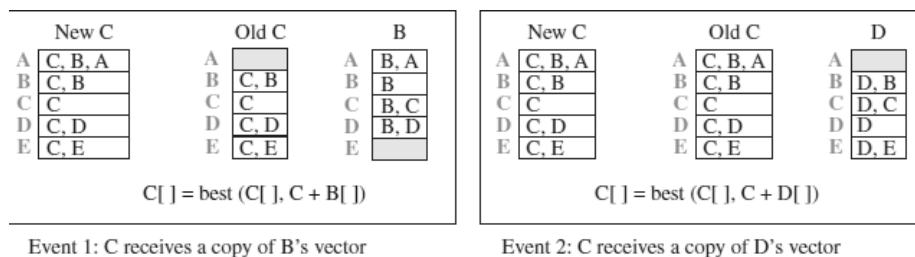 New C Old C B
A C, B, A A A B, A
B C, B B C, B B B
C C C C C B, C
D C, D D C, D D B, D
E C, E E C, E E
C[ ] = best (C[ ], C + B[ ])
Event 1: C receives a copy of B's vector
New C Old C D
A C, B, A A C, B, A A
B C, B B C, B B D, B
C C C C C D, C
D C, D D C, D D D
E C, E E C, E E D, E
C[ ] = best (C[ ], C + D[ ])
Event 2: C receives a copy of D's vector